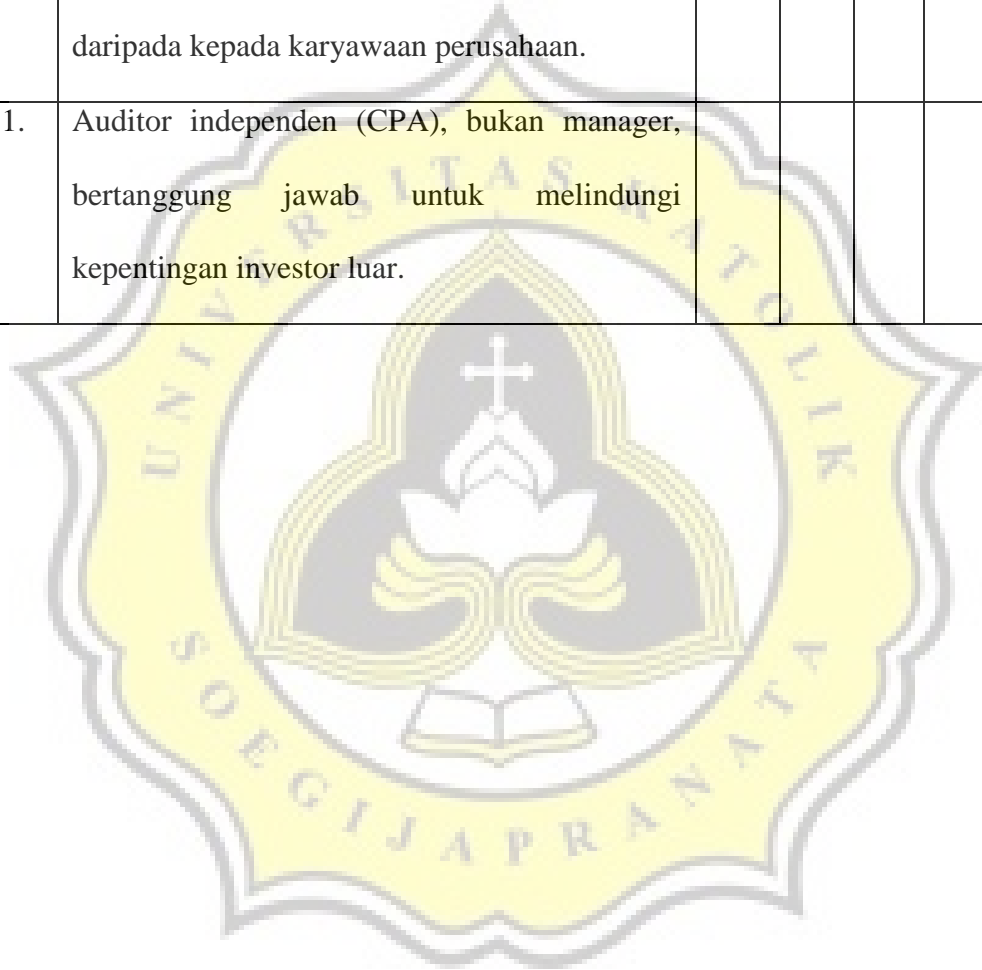 daripada kepada karyawaan perusahaan.
1. Auditor independen (CPA), bukan manager,
bertanggung jawab untuk melindungi
kepentingan investor luar.
UNIVERSITAS KATOLIK
SOEGIJAPRANATA